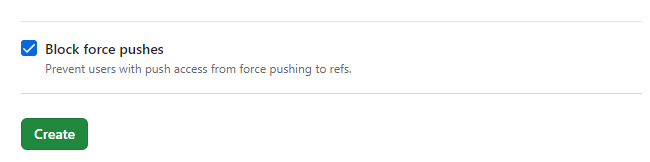 Block force pushes
Prevent users with push access from force pushing to refs.
Create